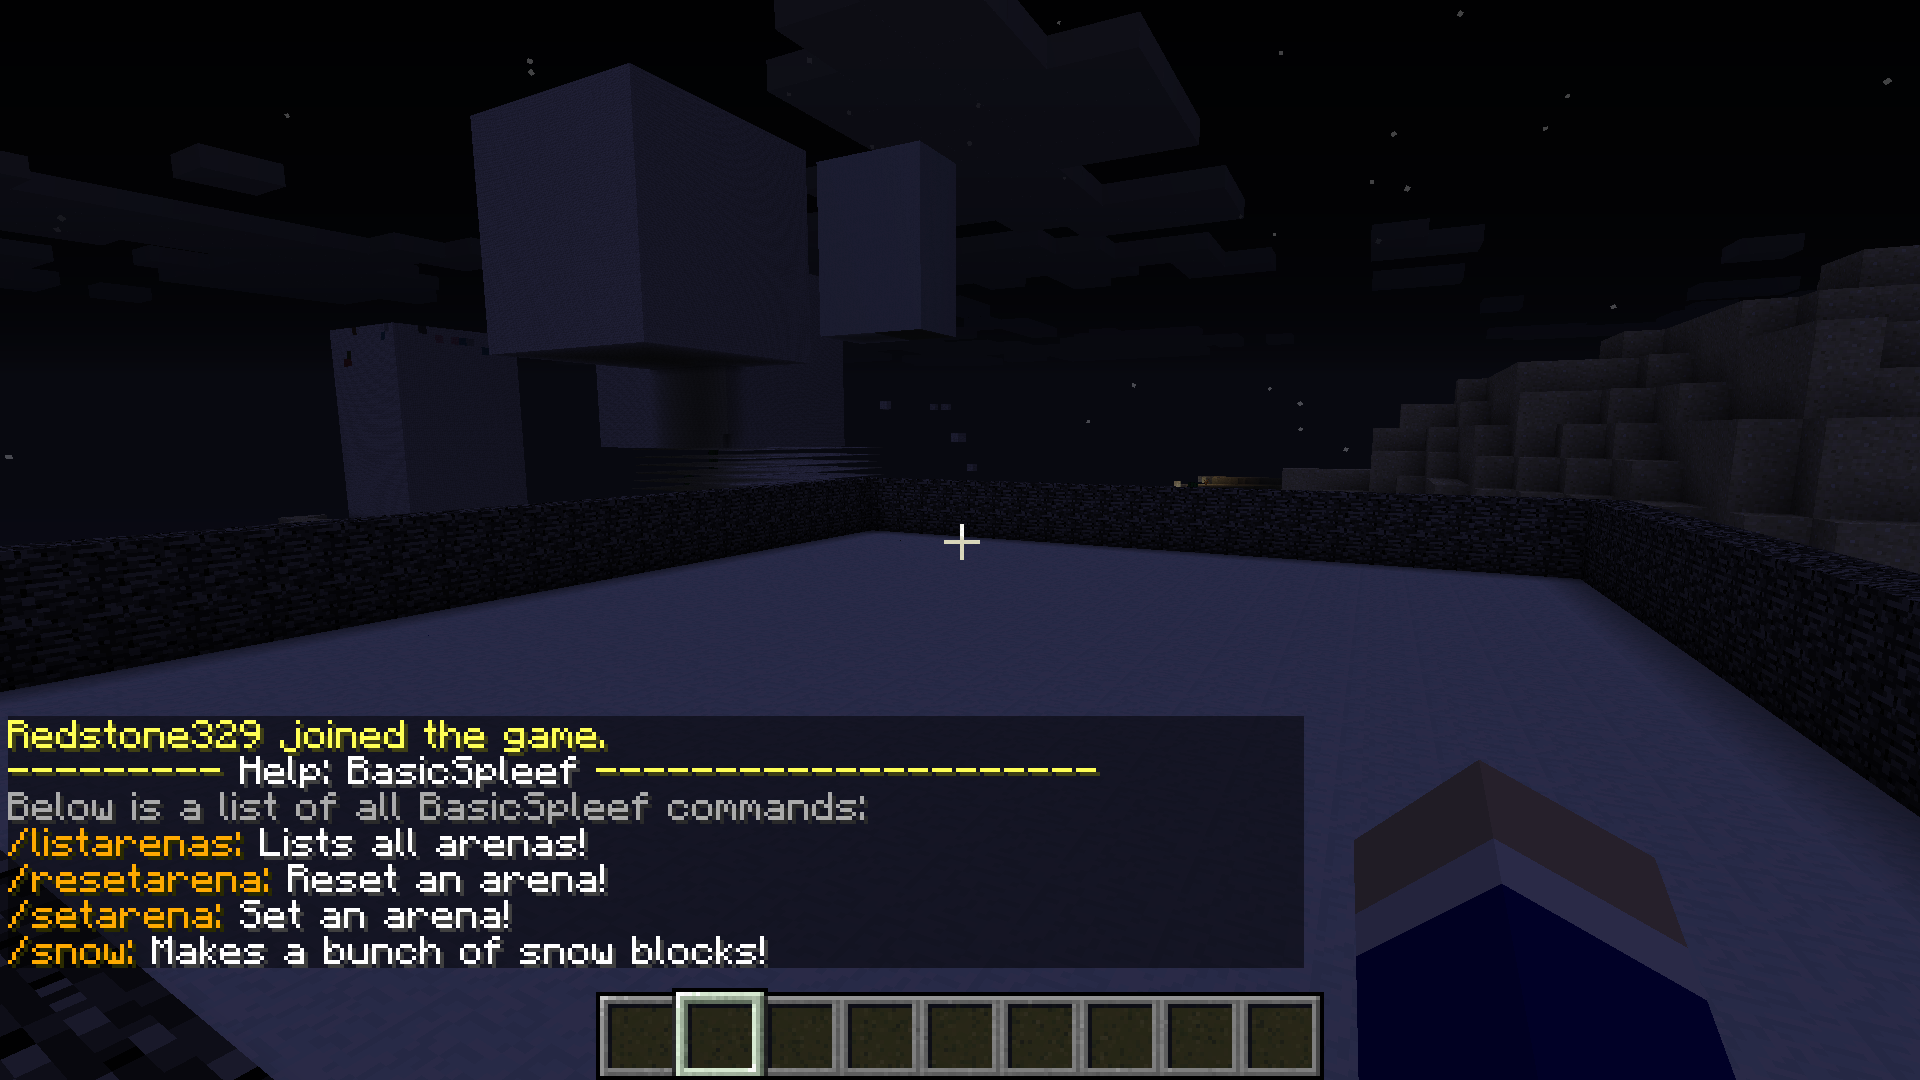 Redstone329 joined the game.
--------- Help: BasicSpleef ---------------------
Below is a list of all BasicSpleef commands:
/listarenas: Lists all arenas!
/resetarena: Reset an arena!
/setarena: Set an arena!
/snow: Makes a bunch of snow blocks!